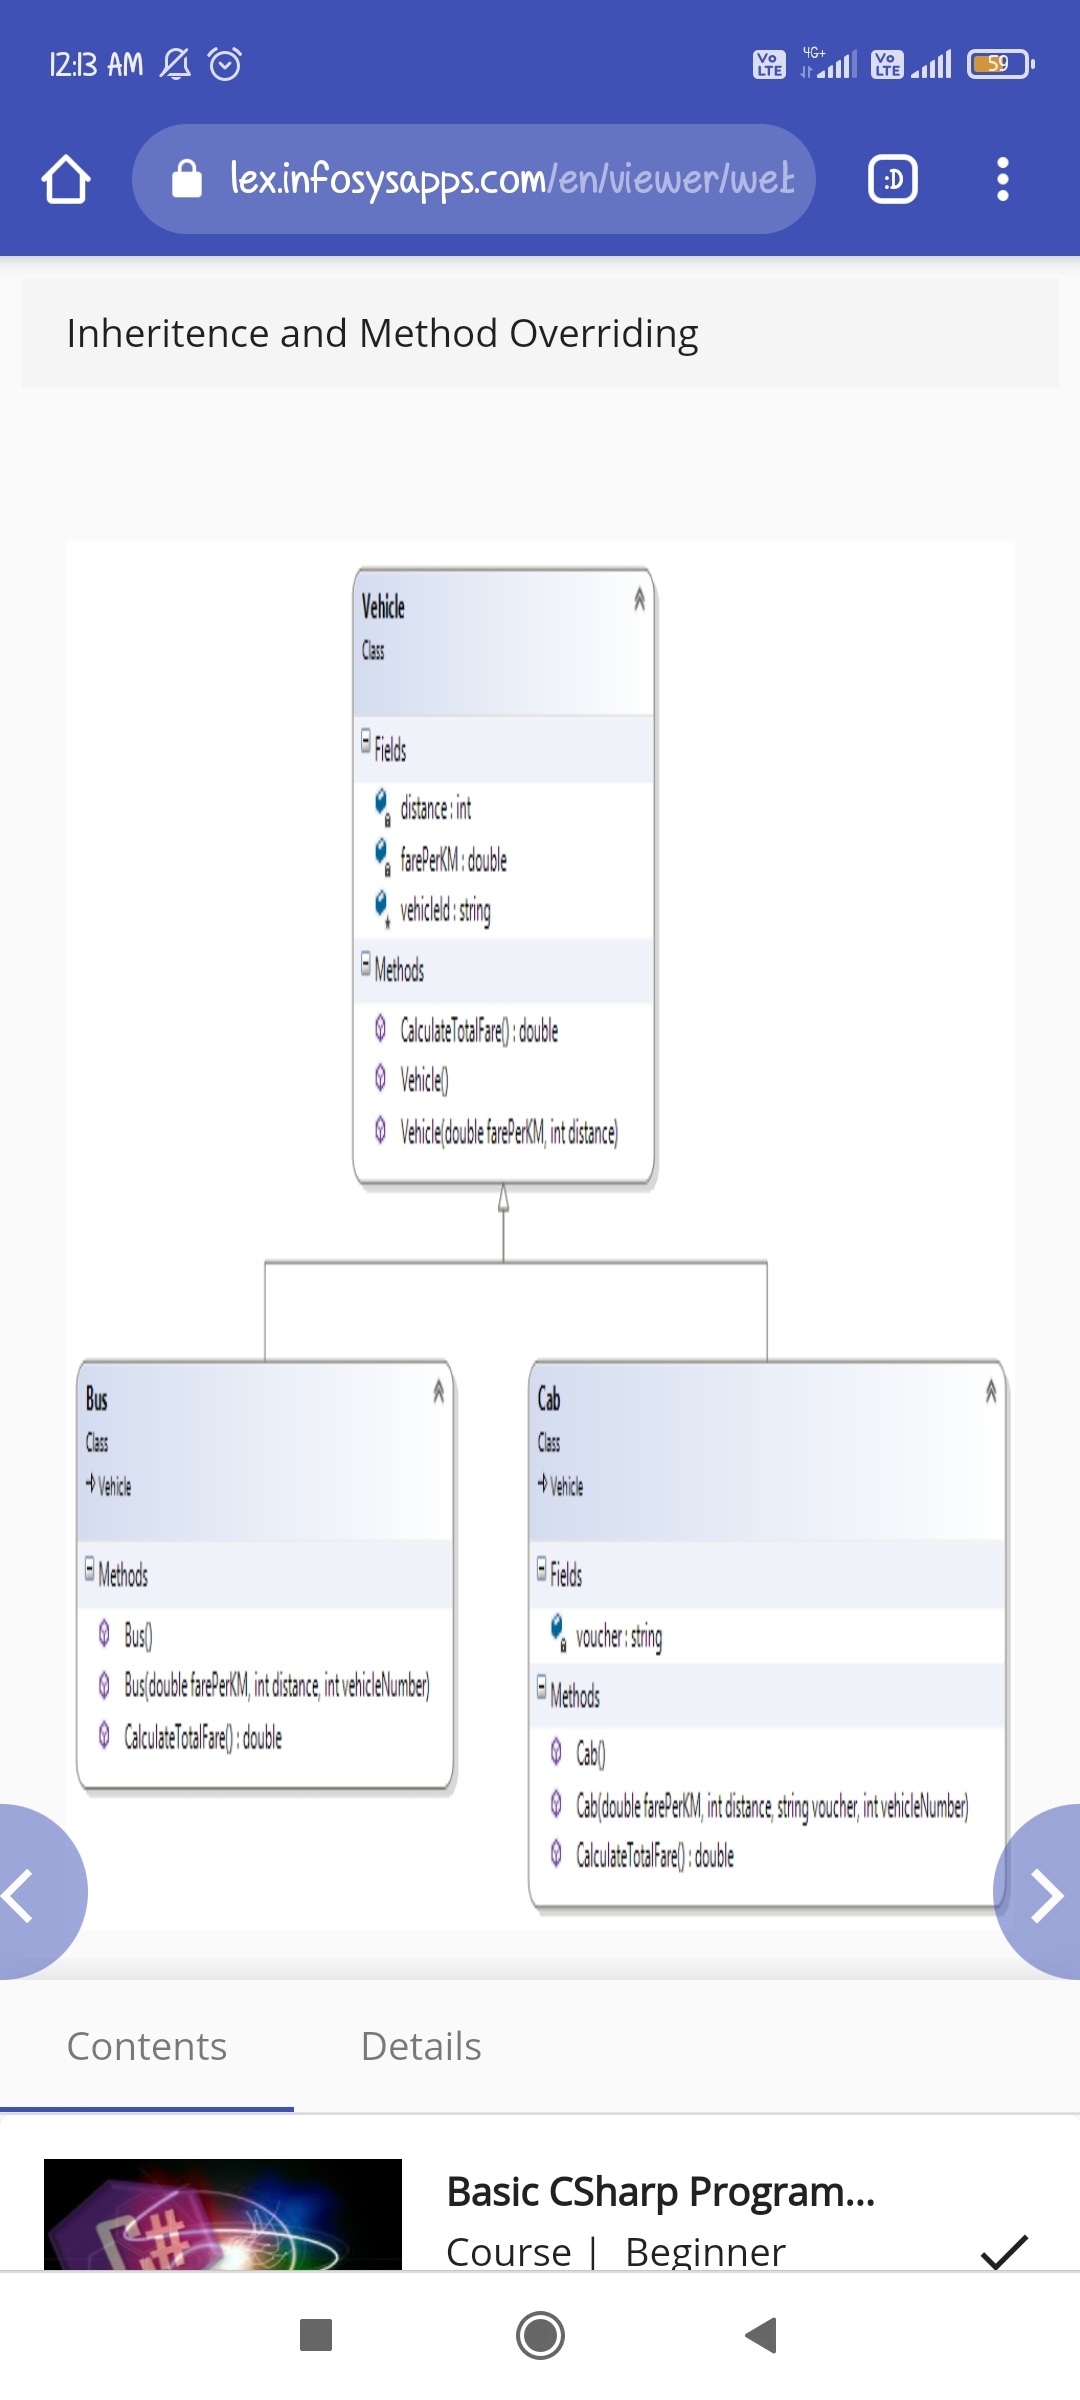 12:13 AM
Vo LTE 4G+ Vo LTE 59
lex.infosysapps.com/en/viewer/web
:D
Inheritence and Method Overriding
Vehicle
Class
Fields
distance : int
farePerKM : double
vehicleId : string
Methods
CalculateTotalFare() : double
Vehicle()
Vehicle(double farePerKM, int distance)
Bus
Class
Vehicle
Methods
Bus()
Bus(double farePerKM, int distance, int vehicleNumber)
CalculateTotalFare() : double
Cab
Class
Vehicle
Fields
voucher : string
Methods
Cab()
Cab(double farePerKM, int distance, string voucher, int vehicleNumber)
CalculateTotalFare() : double
Contents Details
C#
Basic CSharp Program...
Course | Beginner